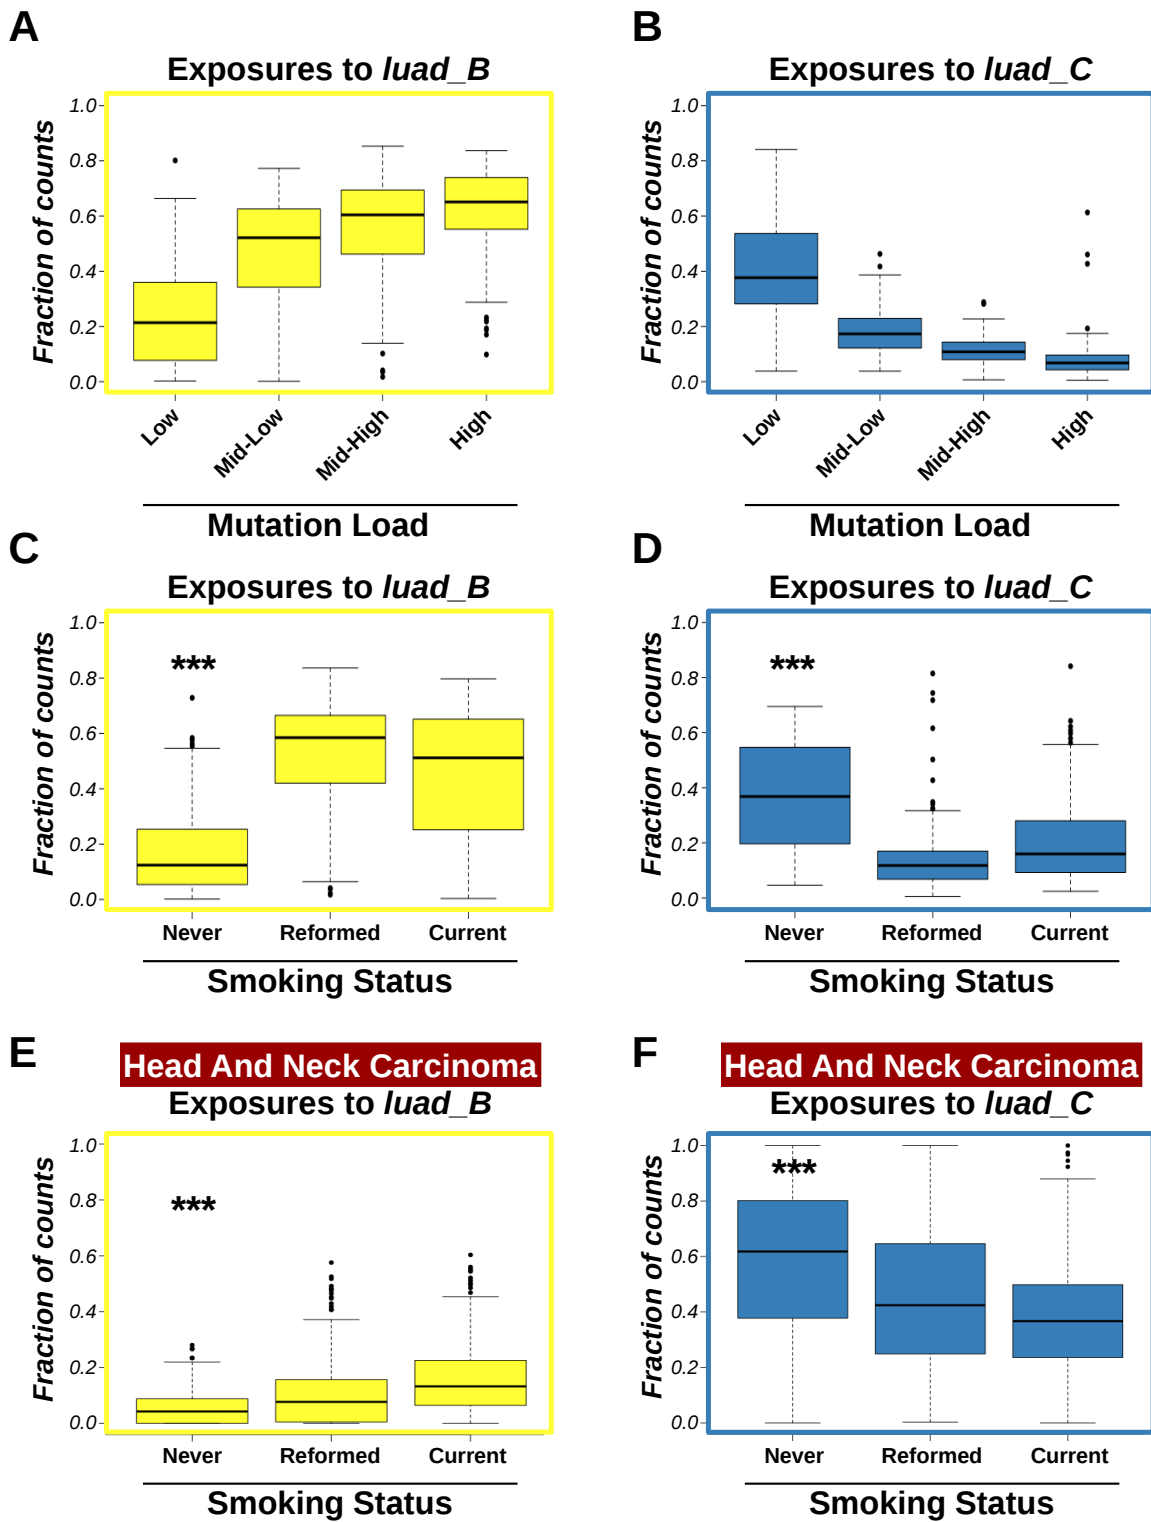 A
Exposures to luad_B
Fraction of counts
1.0
0.8
0.6
0.4
0.2
0.0
Low
Mid-Low
Mid-High
High
Mutation Load
B
Exposures to luad_C
Fraction of counts
1.0
0.8
0.6
0.4
0.2
0.0
Low
Mid-Low
Mid-High
High
Mutation Load
C
Exposures to luad_B
Fraction of counts
1.0
0.8
0.6
0.4
0.2
0.0
***
Never Reformed Current
Smoking Status
D
Exposures to luad_C
Fraction of counts
1.0
0.8
0.6
0.4
0.2
0.0
***
Never Reformed Current
Smoking Status
E
Head And Neck Carcinoma
Exposures to luad_B
Fraction of counts
1.0
0.8
0.6
0.4
0.2
0.0
***
Never Reformed Current
Smoking Status
F
Head And Neck Carcinoma
Exposures to luad_C
Fraction of counts
1.0
0.8
0.6
0.4
0.2
0.0
***
Never Reformed Current
Smoking Status